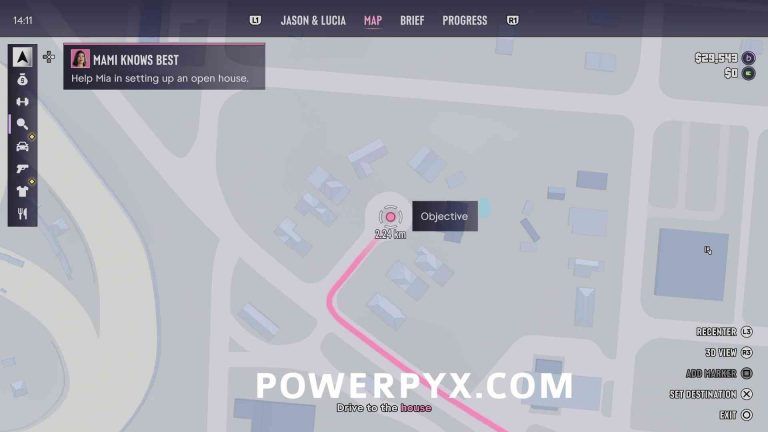 14:11
L1
JASON & LUCIA
MAP
BRIEF
PROGRESS
R1
MAMI KNOWS BEST
Help Mia in setting up an open house.
$29,543
$0
Objective
2.24 km
RECENTER L3
3D VIEW R3
ADD MARKER
SET DESTINATION
EXIT
POWERPYX.COM
Drive to the house